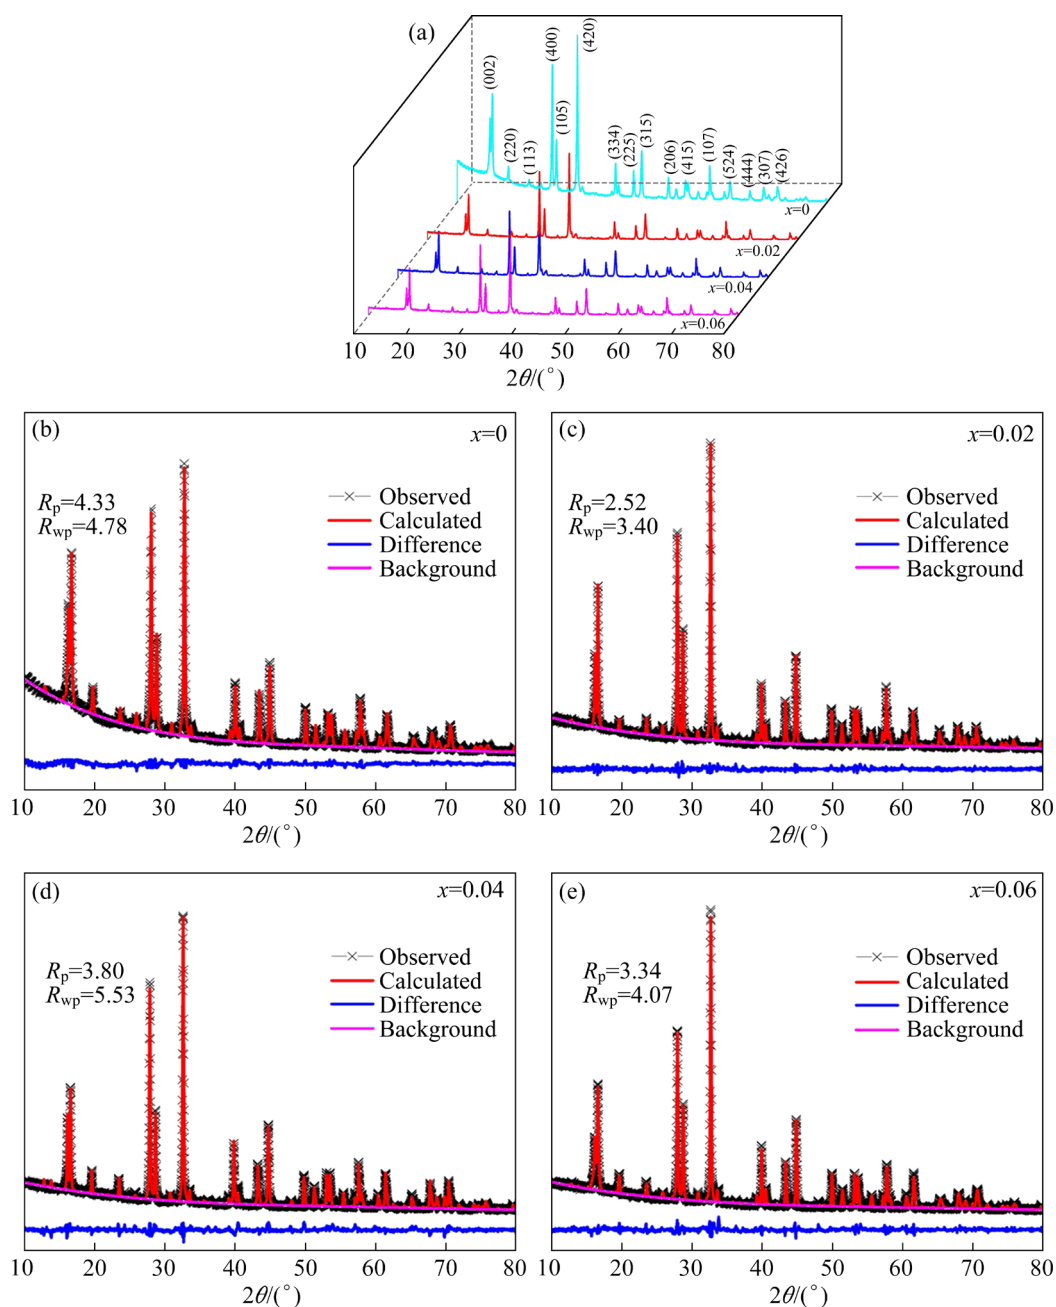 (a)
(002)
(220)
(113)
(400)
(105)
(420)
(334)
(225)
(315)
(206)
(415)
(107)
(524)
(444)
(307)
(426)
x=0
x=0.02
x=0.04
x=0.06
10 20 30 40 50 60 70 80
2θ/(°)
(b)
x=0
Rp=4.33
Rwp=4.78
Observed
Calculated
Difference
Background
10 20 30 40 50 60 70 80
2θ/(°)
(c)
x=0.02
Rp=2.52
Rwp=3.40
Observed
Calculated
Difference
Background
10 20 30 40 50 60 70 80
2θ/(°)
(d)
x=0.04
Rp=3.80
Rwp=5.53
Observed
Calculated
Difference
Background
10 20 30 40 50 60 70 80
2θ/(°)
(e)
x=0.06
Rp=3.34
Rwp=4.07
Observed
Calculated
Difference
Background
10 20 30 40 50 60 70 80
2θ/(°)